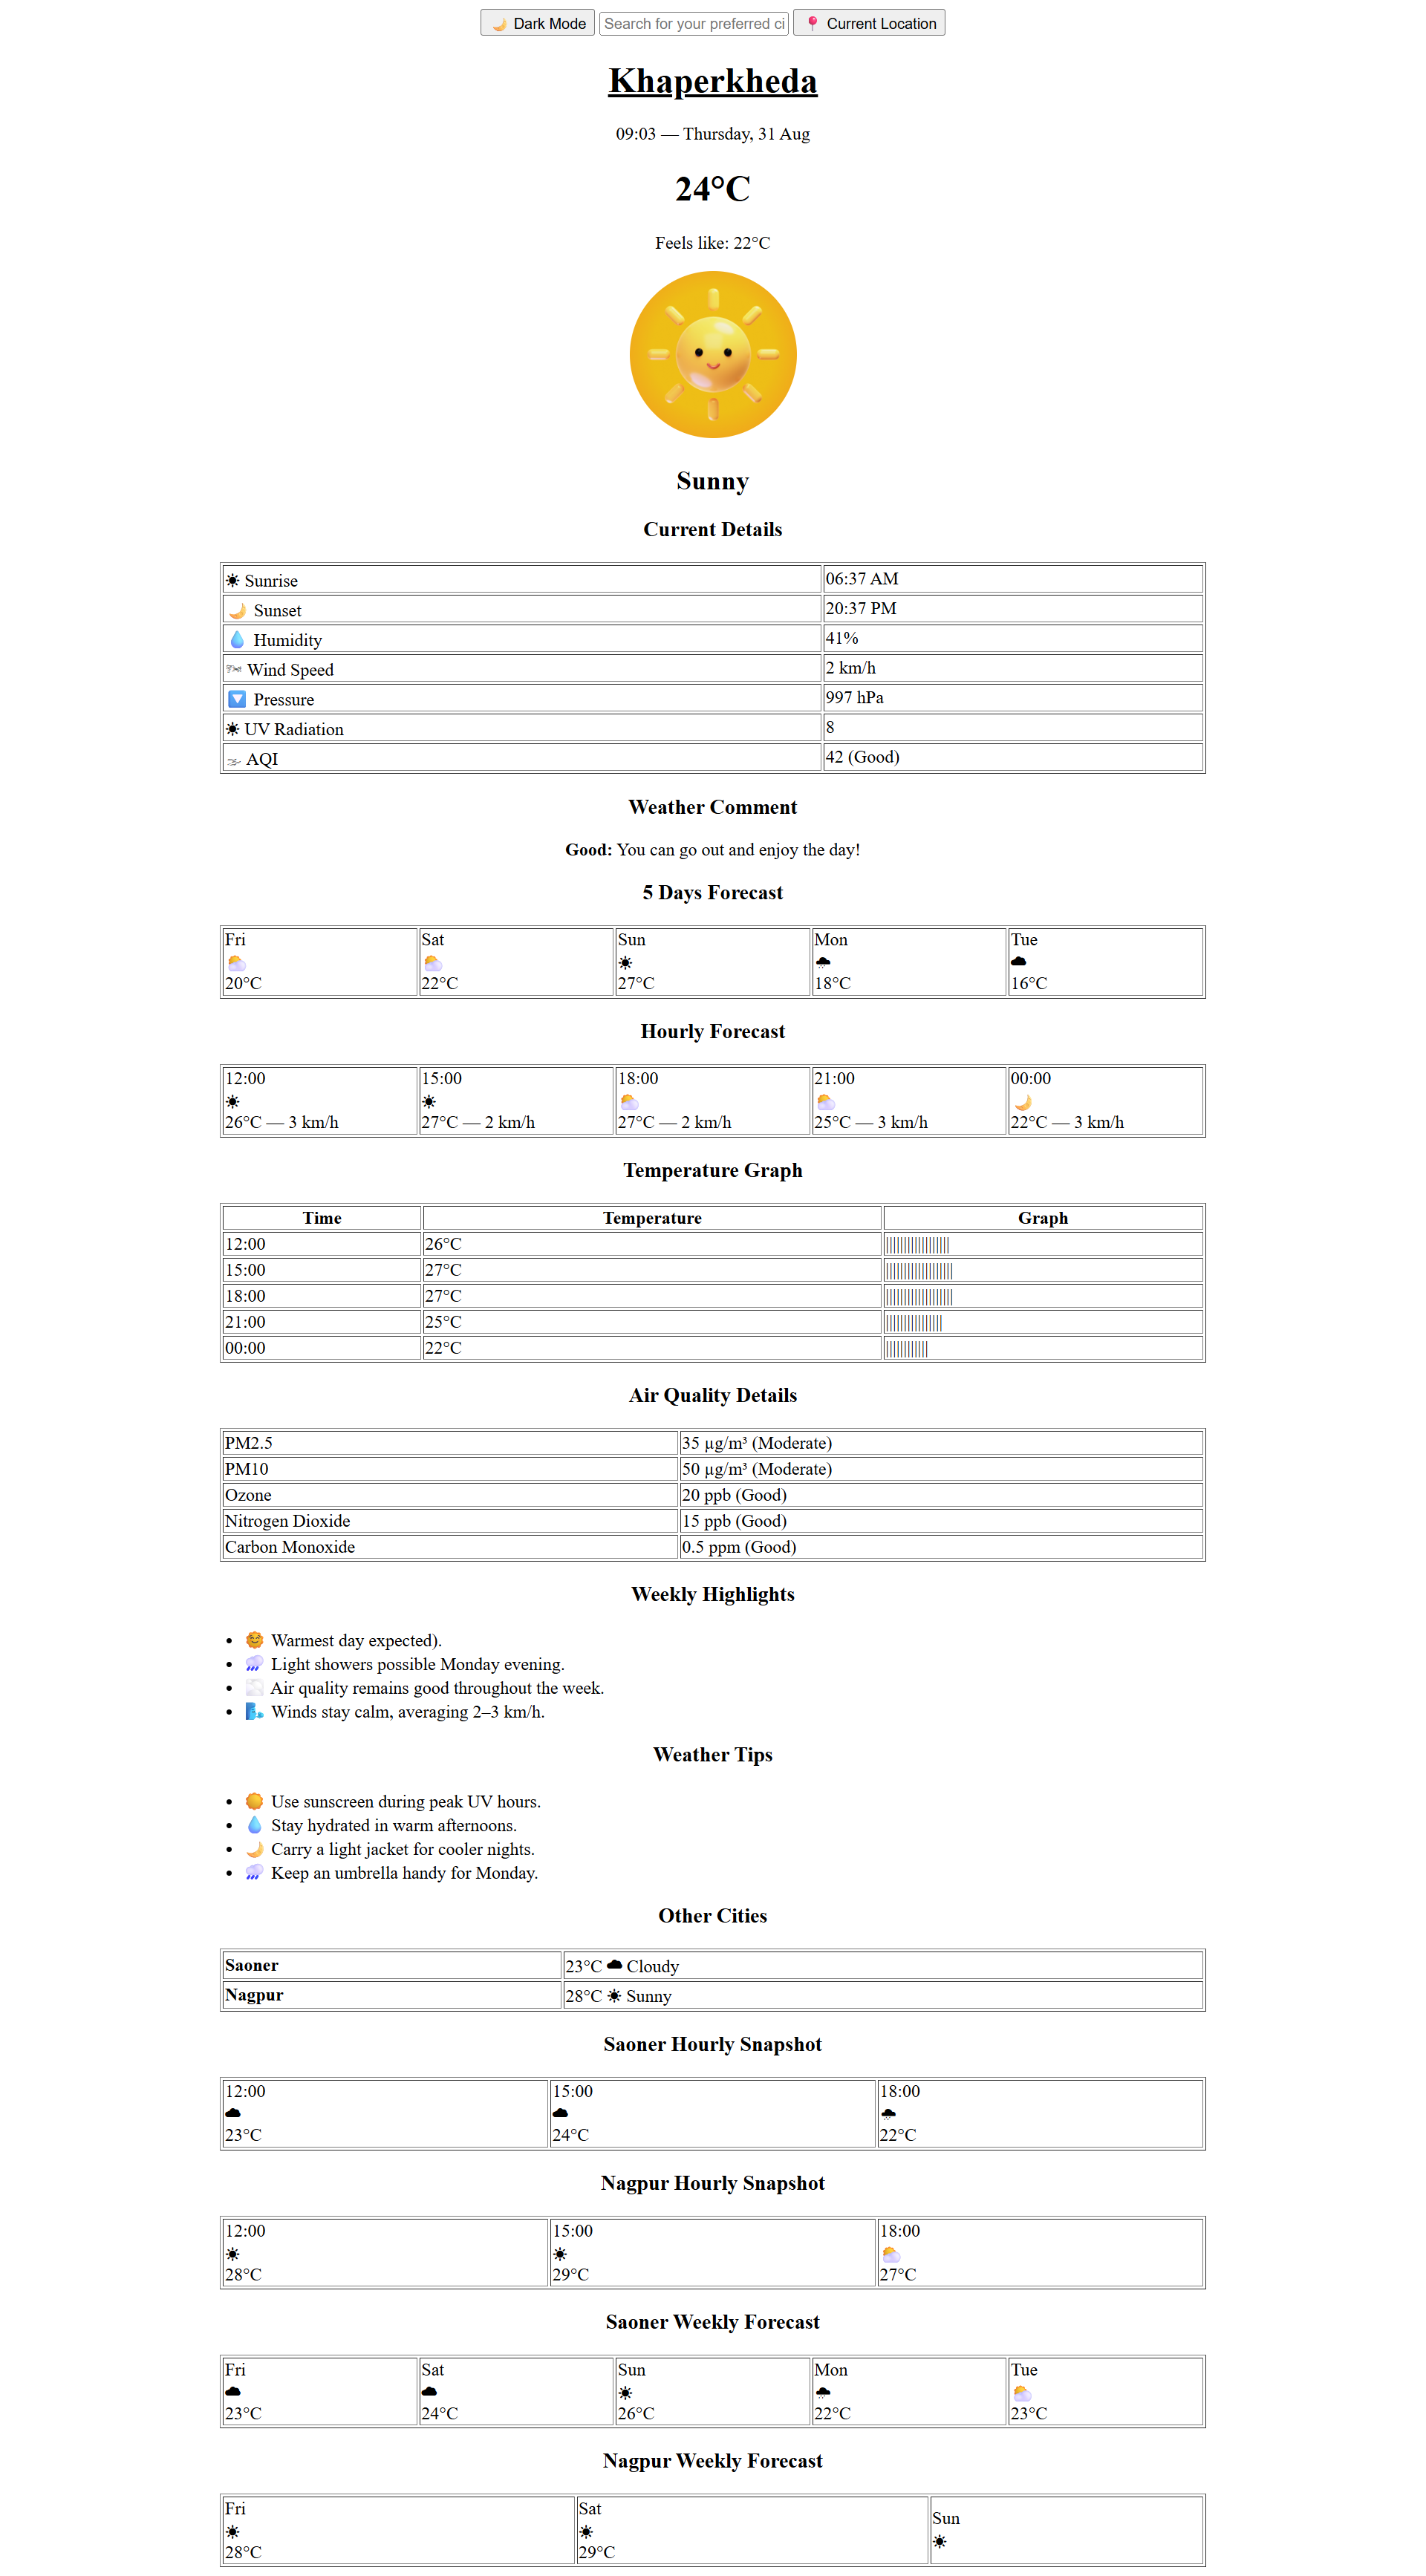 🌙 Dark Mode Search for your preferred ci 📍 Current Location
Khaperkheda
09:03 — Thursday, 31 Aug
24°C
Feels like: 22°C
Sunny
Current Details
☀ Sunrise 06:37 AM
🌙 Sunset 20:37 PM
💧 Humidity 41%
🌬 Wind Speed 2 km/h
🔽 Pressure 997 hPa
☀ UV Radiation 8
🌫 AQI 42 (Good)
Weather Comment
Good: You can go out and enjoy the day!
5 Days Forecast
Fri Sat Sun Mon Tue
🌤 🌤 ☀ 🌧 ☁
20°C 22°C 27°C 18°C 16°C
Hourly Forecast
12:00 15:00 18:00 21:00 00:00
☀ ☀ 🌤 🌤 🌙
26°C — 3 km/h 27°C — 2 km/h 27°C — 2 km/h 25°C — 3 km/h 22°C — 3 km/h
Temperature Graph
Time Temperature Graph
12:00 26°C ||||||||||||||||||
15:00 27°C |||||||||||||||||||
18:00 27°C |||||||||||||||||||
21:00 25°C ||||||||||||||||
00:00 22°C ||||||||||||
Air Quality Details
PM2.5 35 µg/m³ (Moderate)
PM10 50 µg/m³ (Moderate)
Ozone 20 ppb (Good)
Nitrogen Dioxide 15 ppb (Good)
Carbon Monoxide 0.5 ppm (Good)
Weekly Highlights
• 🌞 Warmest day expected).
• 🌧 Light showers possible Monday evening.
• 🌫 Air quality remains good throughout the week.
• 🌬 Winds stay calm, averaging 2–3 km/h.
Weather Tips
• ☀ Use sunscreen during peak UV hours.
• 💧 Stay hydrated in warm afternoons.
• 🌙 Carry a light jacket for cooler nights.
• 🌧 Keep an umbrella handy for Monday.
Other Cities
Saoner 23°C ☁ Cloudy
Nagpur 28°C ☀ Sunny
Saoner Hourly Snapshot
12:00 15:00 18:00
☁ ☁ 🌧
23°C 24°C 22°C
Nagpur Hourly Snapshot
12:00 15:00 18:00
☀ ☀ 🌤
28°C 29°C 27°C
Saoner Weekly Forecast
Fri Sat Sun Mon Tue
☁ ☁ ☀ 🌧 🌤
23°C 24°C 26°C 22°C 23°C
Nagpur Weekly Forecast
Fri Sat Sun
☀ ☀ ☀
28°C 29°C